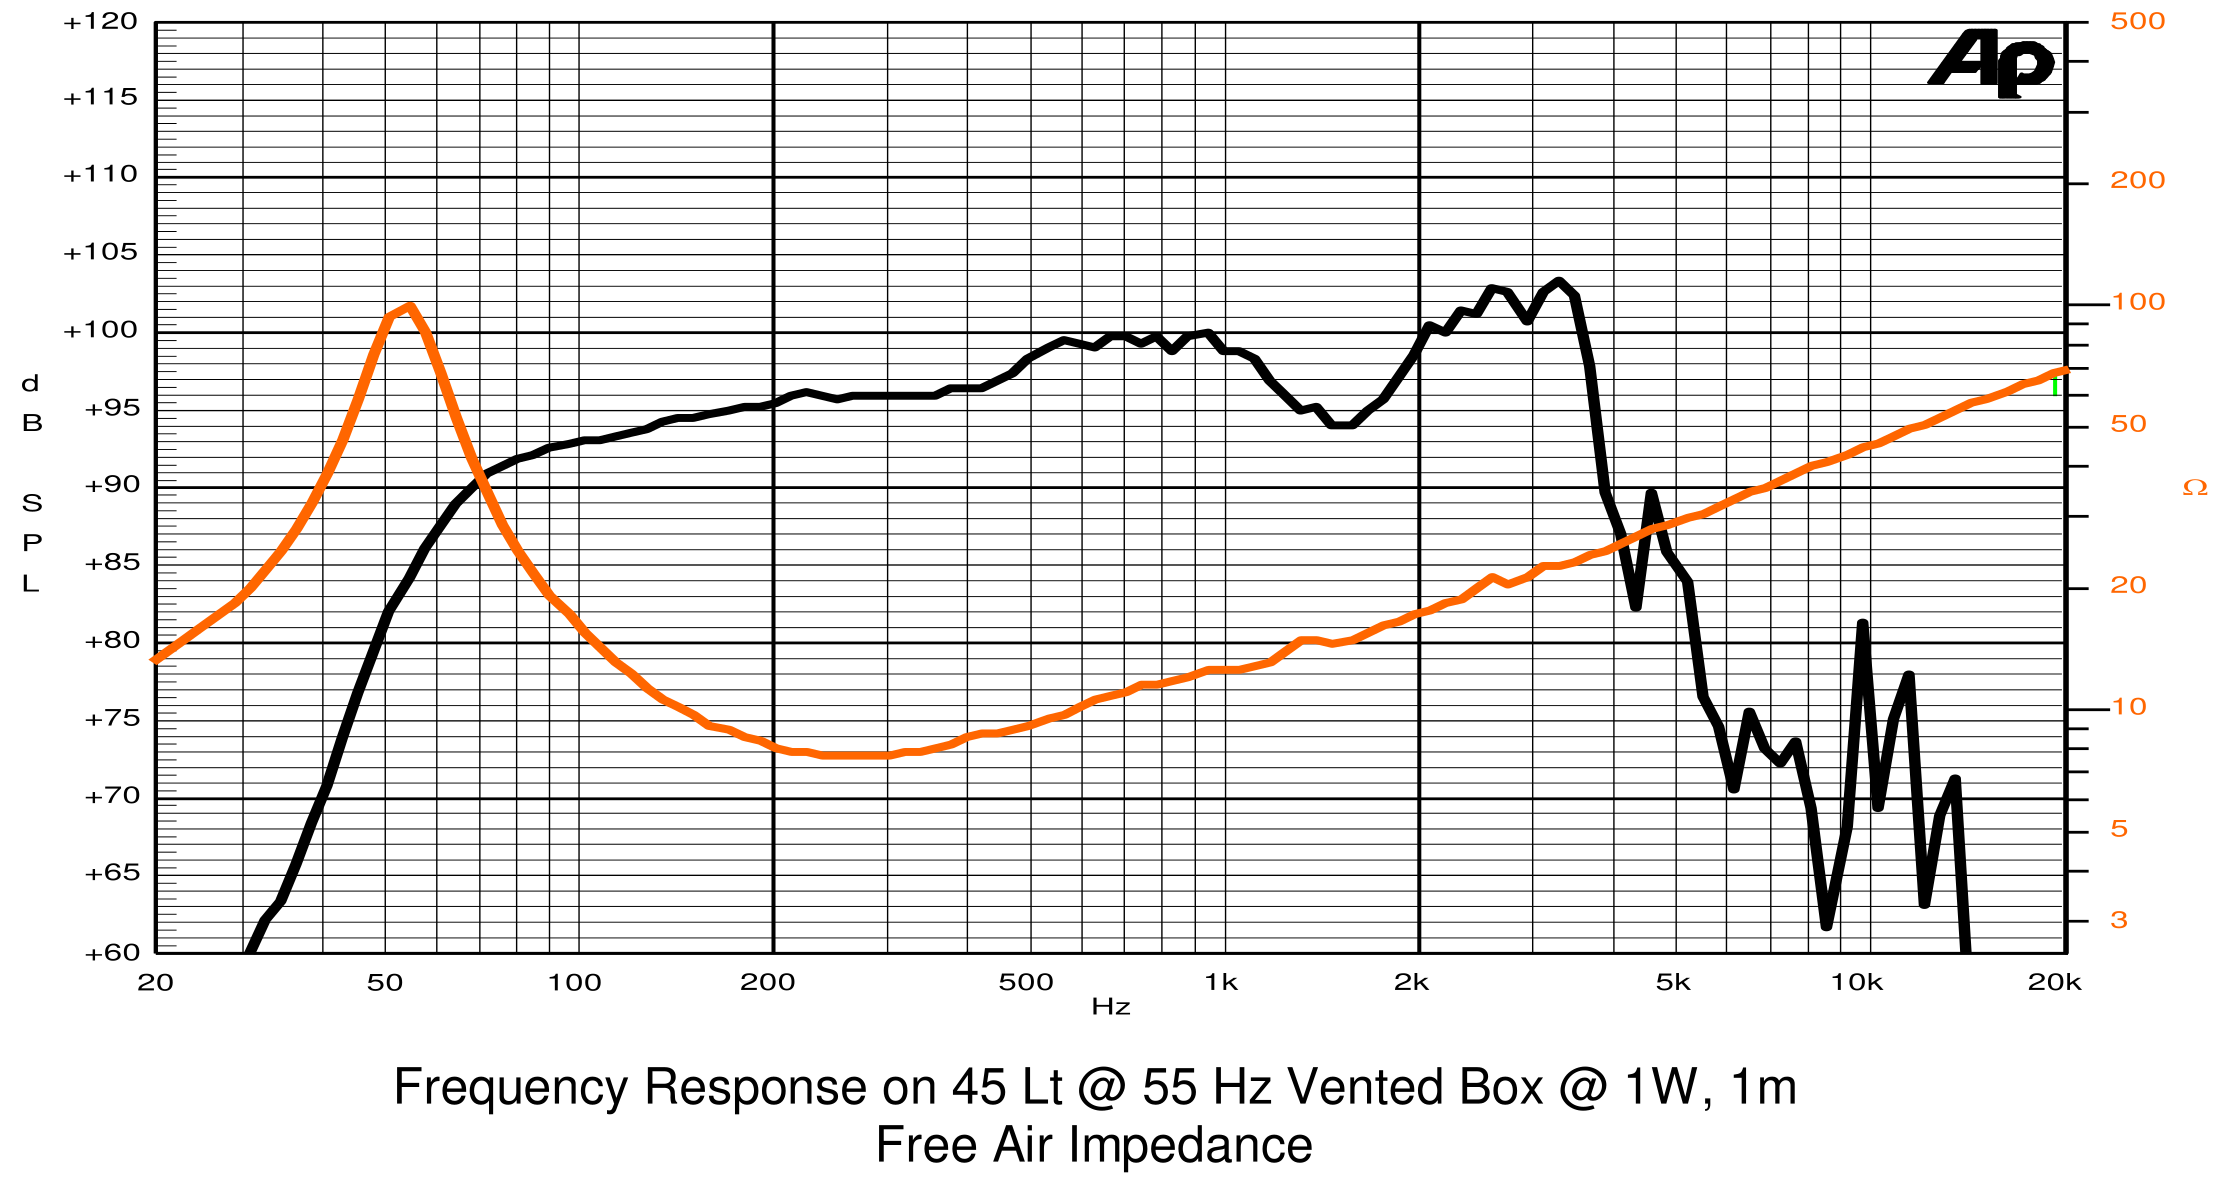 +120
+115
+110
+105
+100
+95
+90
+85
+80
+75
+70
+65
+60
d
B
S
P
L
Ap
500
200
100
50
20
10
5
3
Ω
20 50 100 200 500 1k 2k 5k 10k 20k
Hz
Frequency Response on 45 Lt @ 55 Hz Vented Box @ 1W, 1m
Free Air Impedance